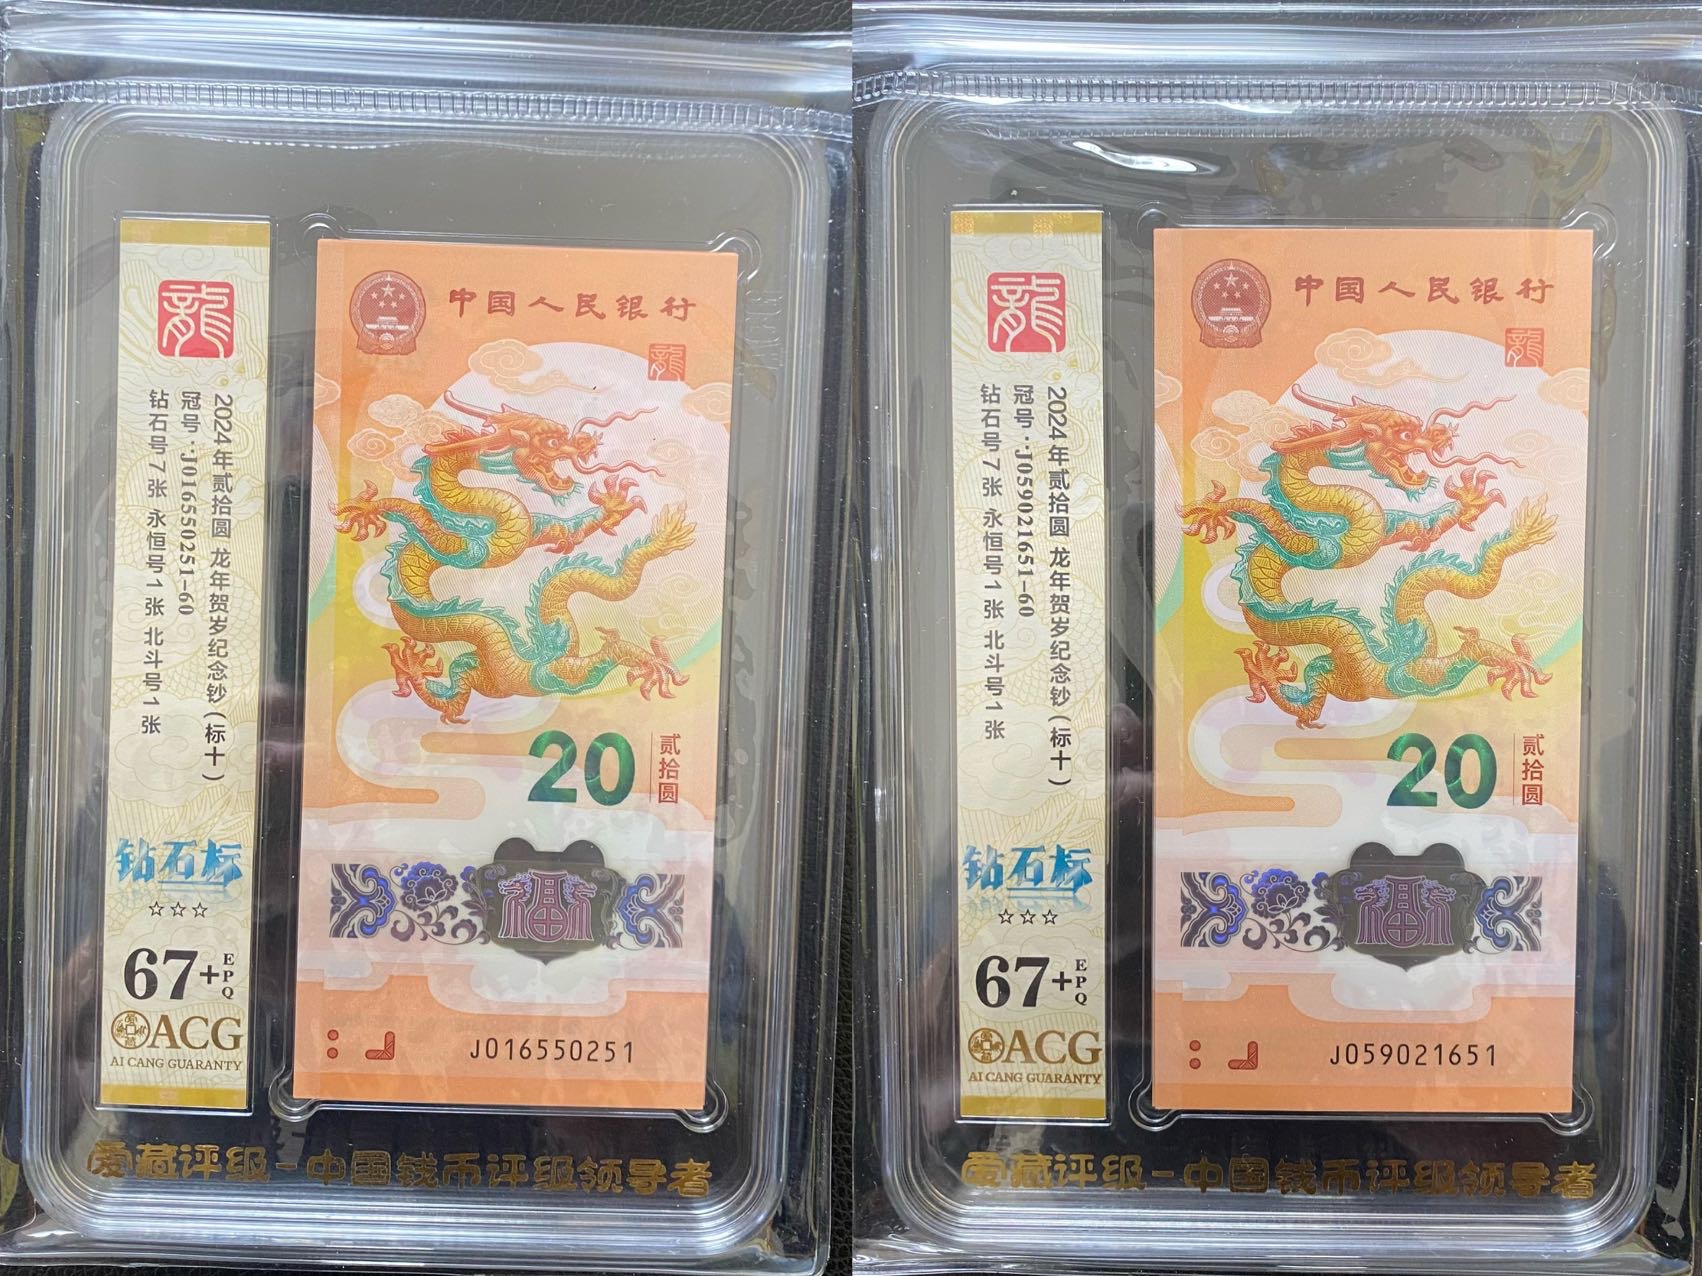 龍
2024年贰拾圆 龙年贺岁纪念钞(标十)
冠号:J016550251-60
钻石号7张 永恒号1张 北斗号1张
钻石标
☆☆☆
67+EPQ
ACG
AI CANG GUARANTY
中国人民银行
龍
20
贰拾圆
福
J016550251
爱藏评级-中国钱币评级领导者
龍
2024年贰拾圆 龙年贺岁纪念钞(标十)
冠号:J059021651-60
钻石号7张 永恒号1张 北斗号1张
钻石标
☆☆☆
67+EPQ
ACG
AI CANG GUARANTY
中国人民银行
龍
20
贰拾圆
福
J059021651
爱藏评级-中国钱币评级领导者